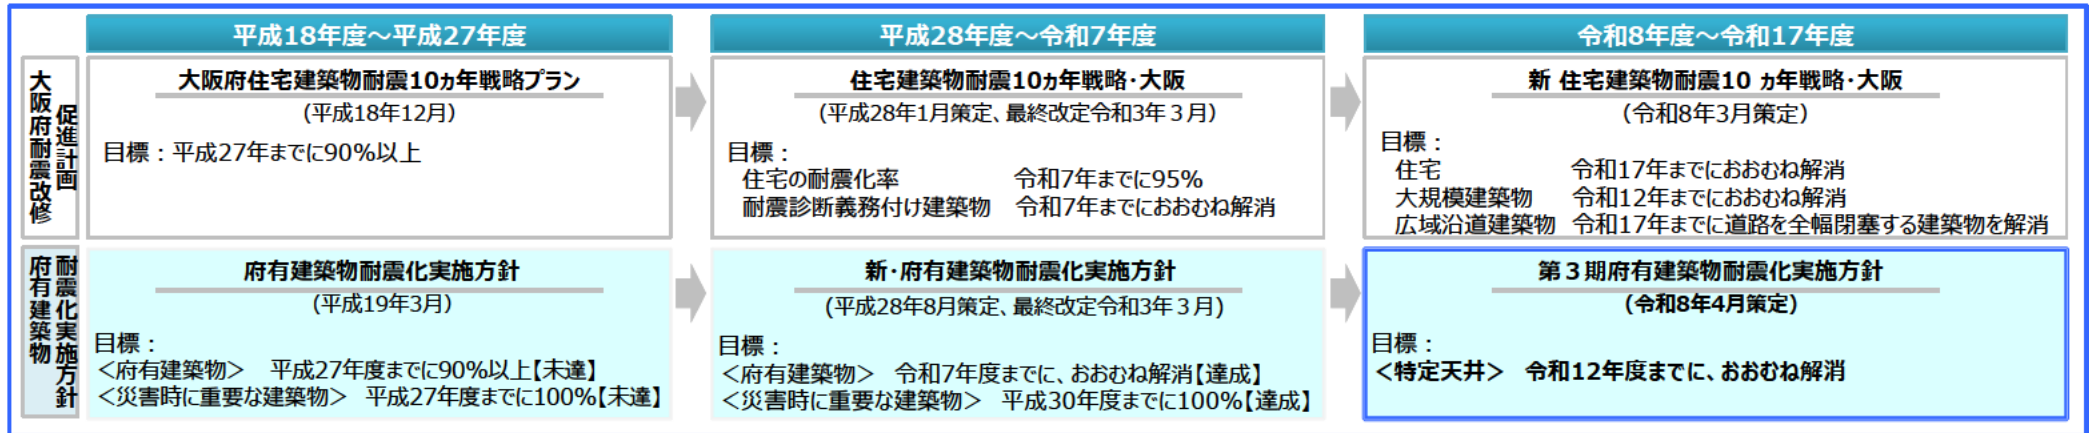 平成18年度～平成27年度
平成28年度～令和7年度
令和8年度～令和17年度
大阪府耐震改修
促進計画
大阪府住宅建築物耐震10ヵ年戦略プラン
(平成18年12月)
目標：平成27年までに90%以上
住宅建築物耐震10ヵ年戦略・大阪
(平成28年1月策定、最終改定令和3年３月)
目標：
住宅の耐震化率 令和7年までに95%
耐震診断義務付け建築物 令和7年までにおおむね解消
新 住宅建築物耐震10 ヵ年戦略・大阪
(令和8年3月策定)
目標：
住宅 令和17年までにおおむね解消
大規模建築物 令和12年までにおおむね解消
広域沿道建築物 令和17年までに道路を全幅閉塞する建築物を解消
府有建築物
耐震化実施方針
府有建築物耐震化実施方針
(平成19年3月)
目標：
＜府有建築物＞ 平成27年度までに90%以上【未達】
＜災害時に重要な建築物＞ 平成27年度までに100%【未達】
新・府有建築物耐震化実施方針
(平成28年8月策定、最終改定令和3年３月)
目標：
＜府有建築物＞ 令和7年度までに、おおむね解消【達成】
＜災害時に重要な建築物＞ 平成30年度までに100%【達成】
第３期府有建築物耐震化実施方針
(令和8年4月策定)
目標：
＜特定天井＞ 令和12年度までに、おおむね解消